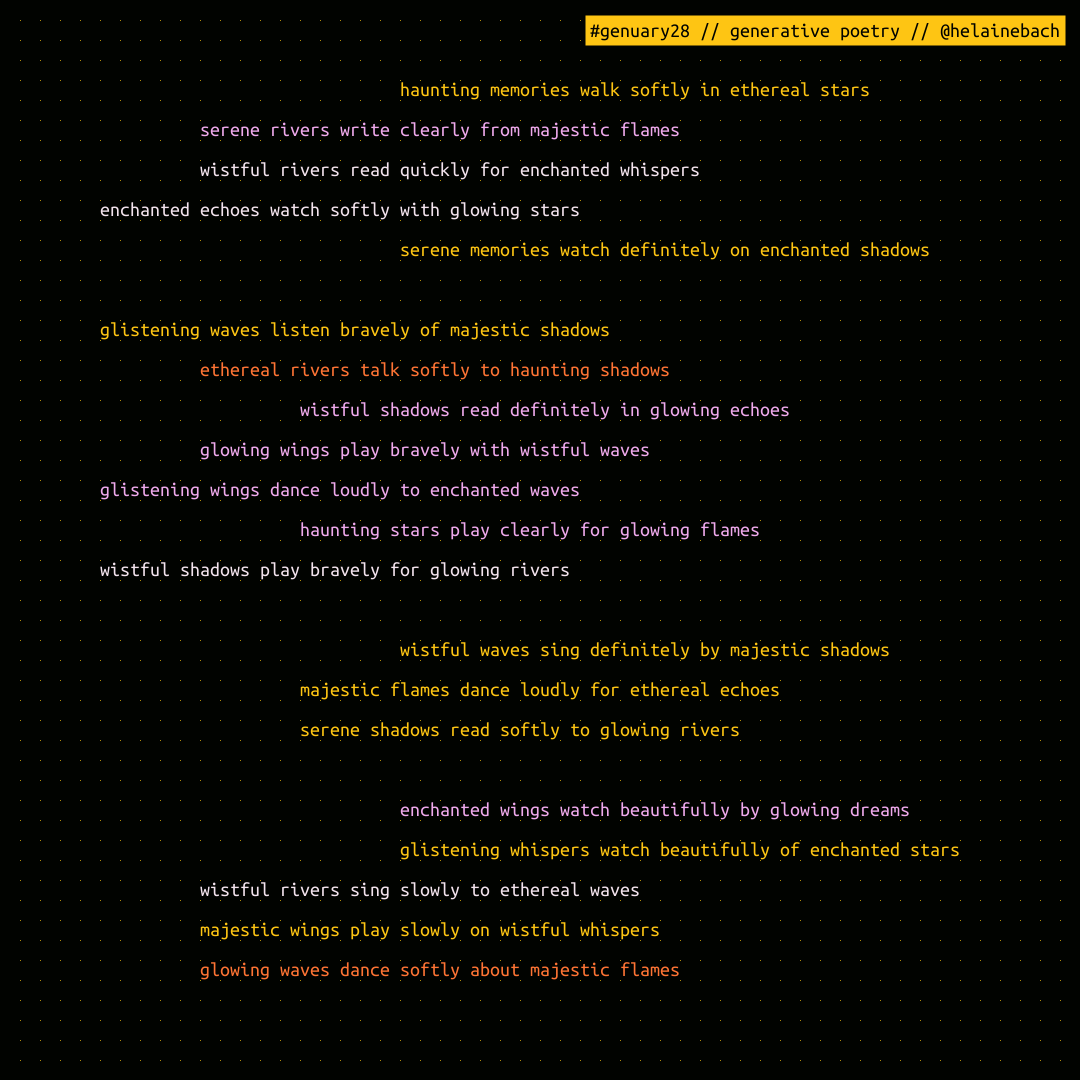 #genuary28 // generative poetry // @helainebach
haunting memories walk softly in ethereal stars
serene rivers write clearly from majestic flames
wistful rivers read quickly for enchanted whispers
enchanted echoes watch softly with glowing stars
serene memories watch definitely on enchanted shadows
glistening waves listen bravely of majestic shadows
ethereal rivers talk softly to haunting shadows
wistful shadows read definitely in glowing echoes
glowing wings play bravely with wistful waves
glistening wings dance loudly to enchanted waves
haunting stars play clearly for glowing flames
wistful shadows play bravely for glowing rivers
wistful waves sing definitely by majestic shadows
majestic flames dance loudly for ethereal echoes
serene shadows read softly to glowing rivers
enchanted wings watch beautifully by glowing dreams
glistening whispers watch beautifully of enchanted stars
wistful rivers sing slowly to ethereal waves
majestic wings play slowly on wistful whispers
glowing waves dance softly about majestic flames